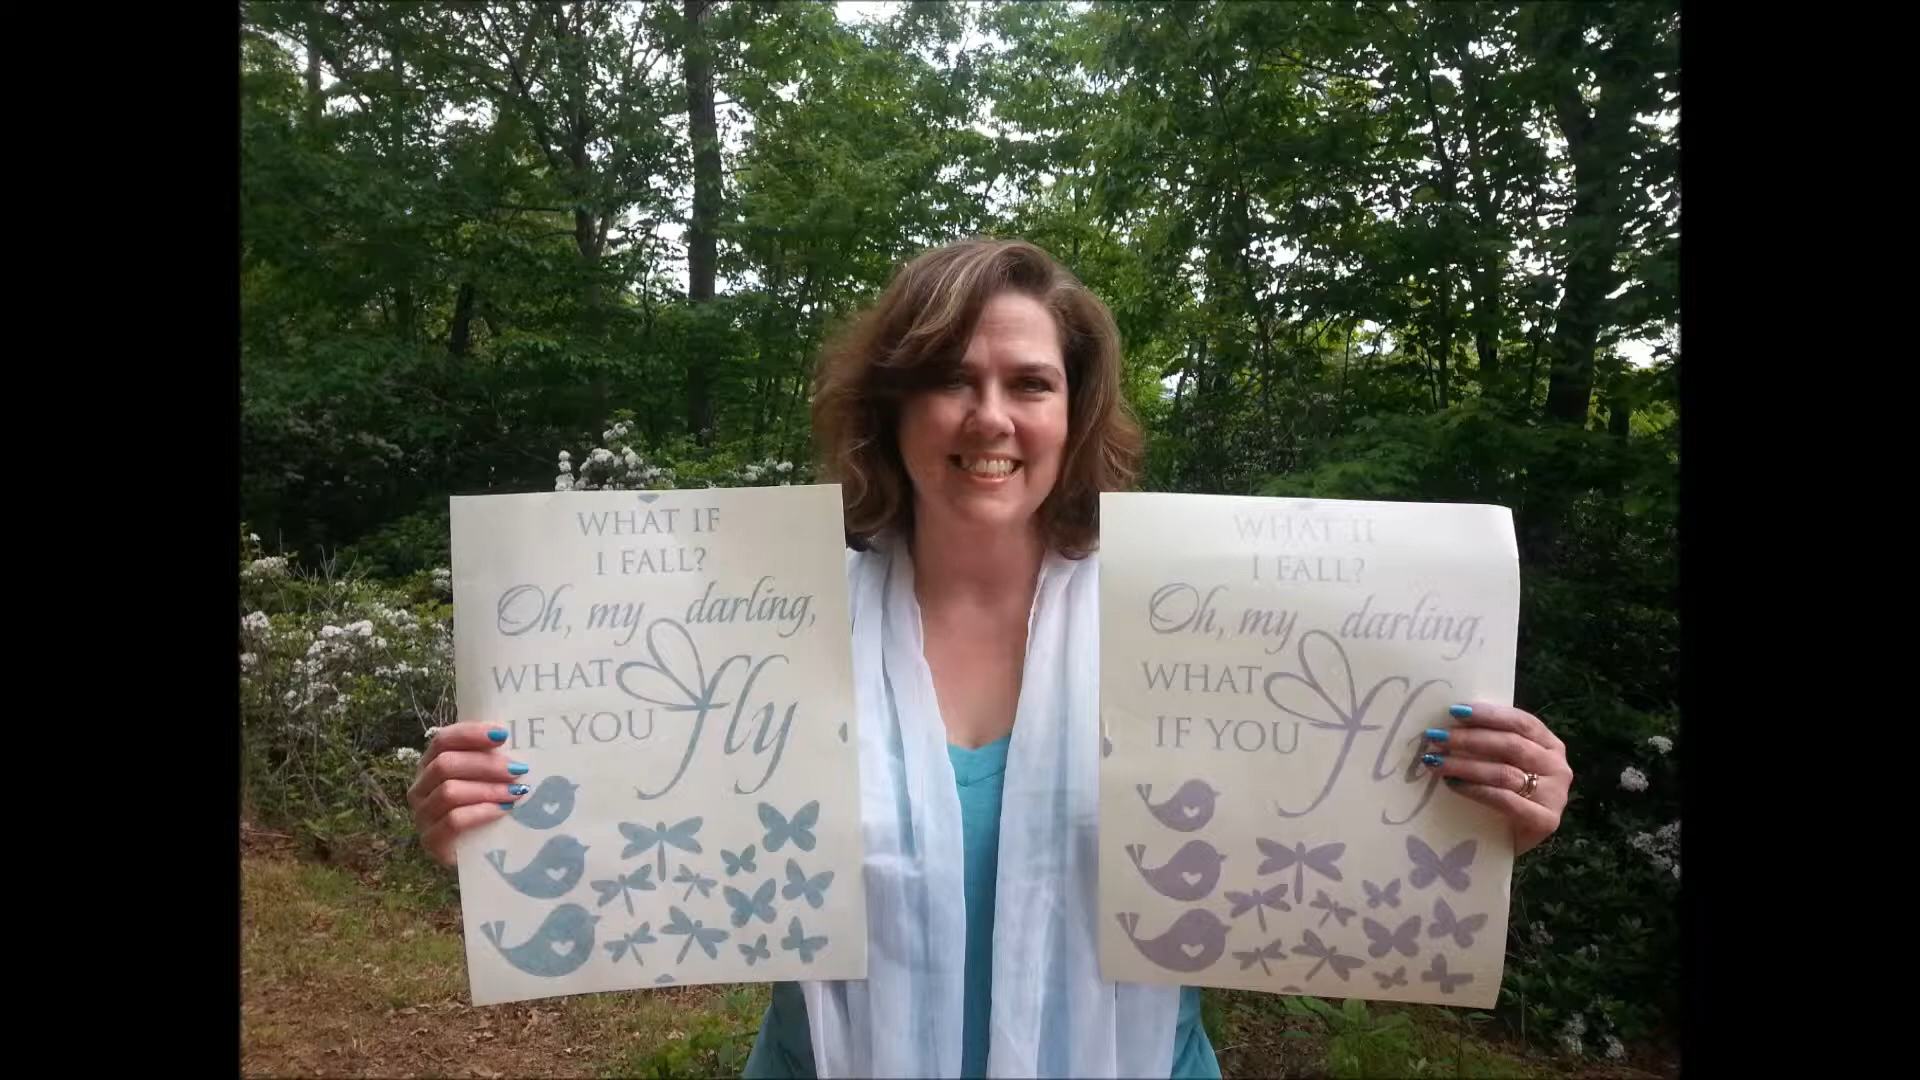 WHAT IF
I FALL?
Oh, my darling,
WHAT
IF YOU fly
WHAT IF
I FALL?
Oh, my darling,
WHAT
IF YOU fly